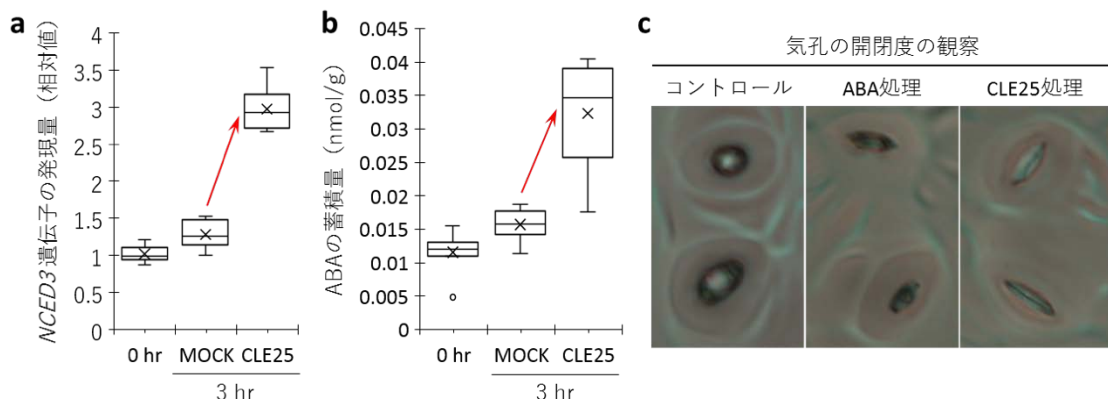 a
NCED3遺伝子の発現量（相対値）
4
3.5
3
2.5
2
1.5
1
0.5
0
0 hr
MOCK
CLE25
3 hr
b
ABAの蓄積量（nmol/g）
0.045
0.04
0.035
0.03
0.025
0.02
0.015
0.01
0.005
0
0 hr
MOCK
CLE25
3 hr
c
気孔の開閉度の観察
コントロール
ABA処理
CLE25処理